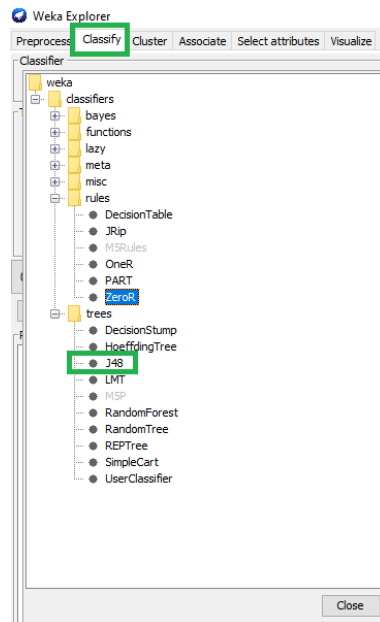 Weka Explorer
Preprocess Classify Cluster Associate Select attributes Visualize
Classifier
weka
classifiers
bayes
functions
lazy
meta
misc
rules
DecisionTable
JRip
M5Rules
OneR
PART
ZeroR
trees
DecisionStump
HoeffdingTree
J48
LMT
M5P
RandomForest
RandomTree
REPTree
SimpleCart
UserClassifier
Close